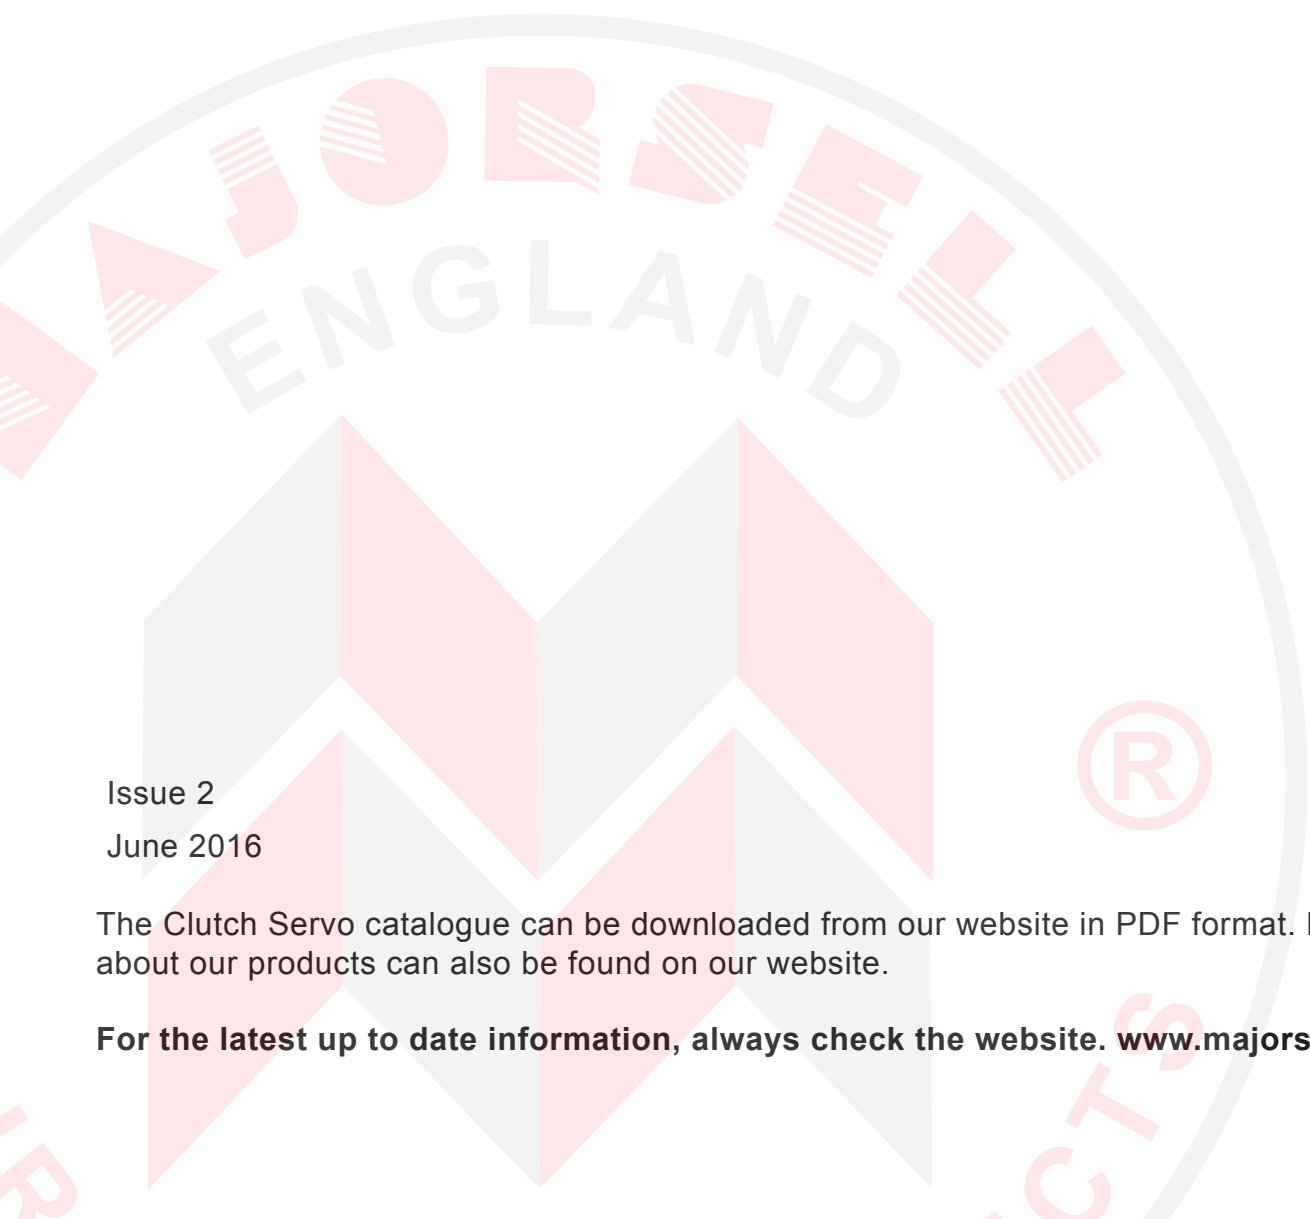 MAJORSELL
ENGLAND
®
Issue 2
June 2016
The Clutch Servo catalogue can be downloaded from our website in PDF format.
about our products can also be found on our website.
For the latest up to date information, always check the website. www.majors
CTS